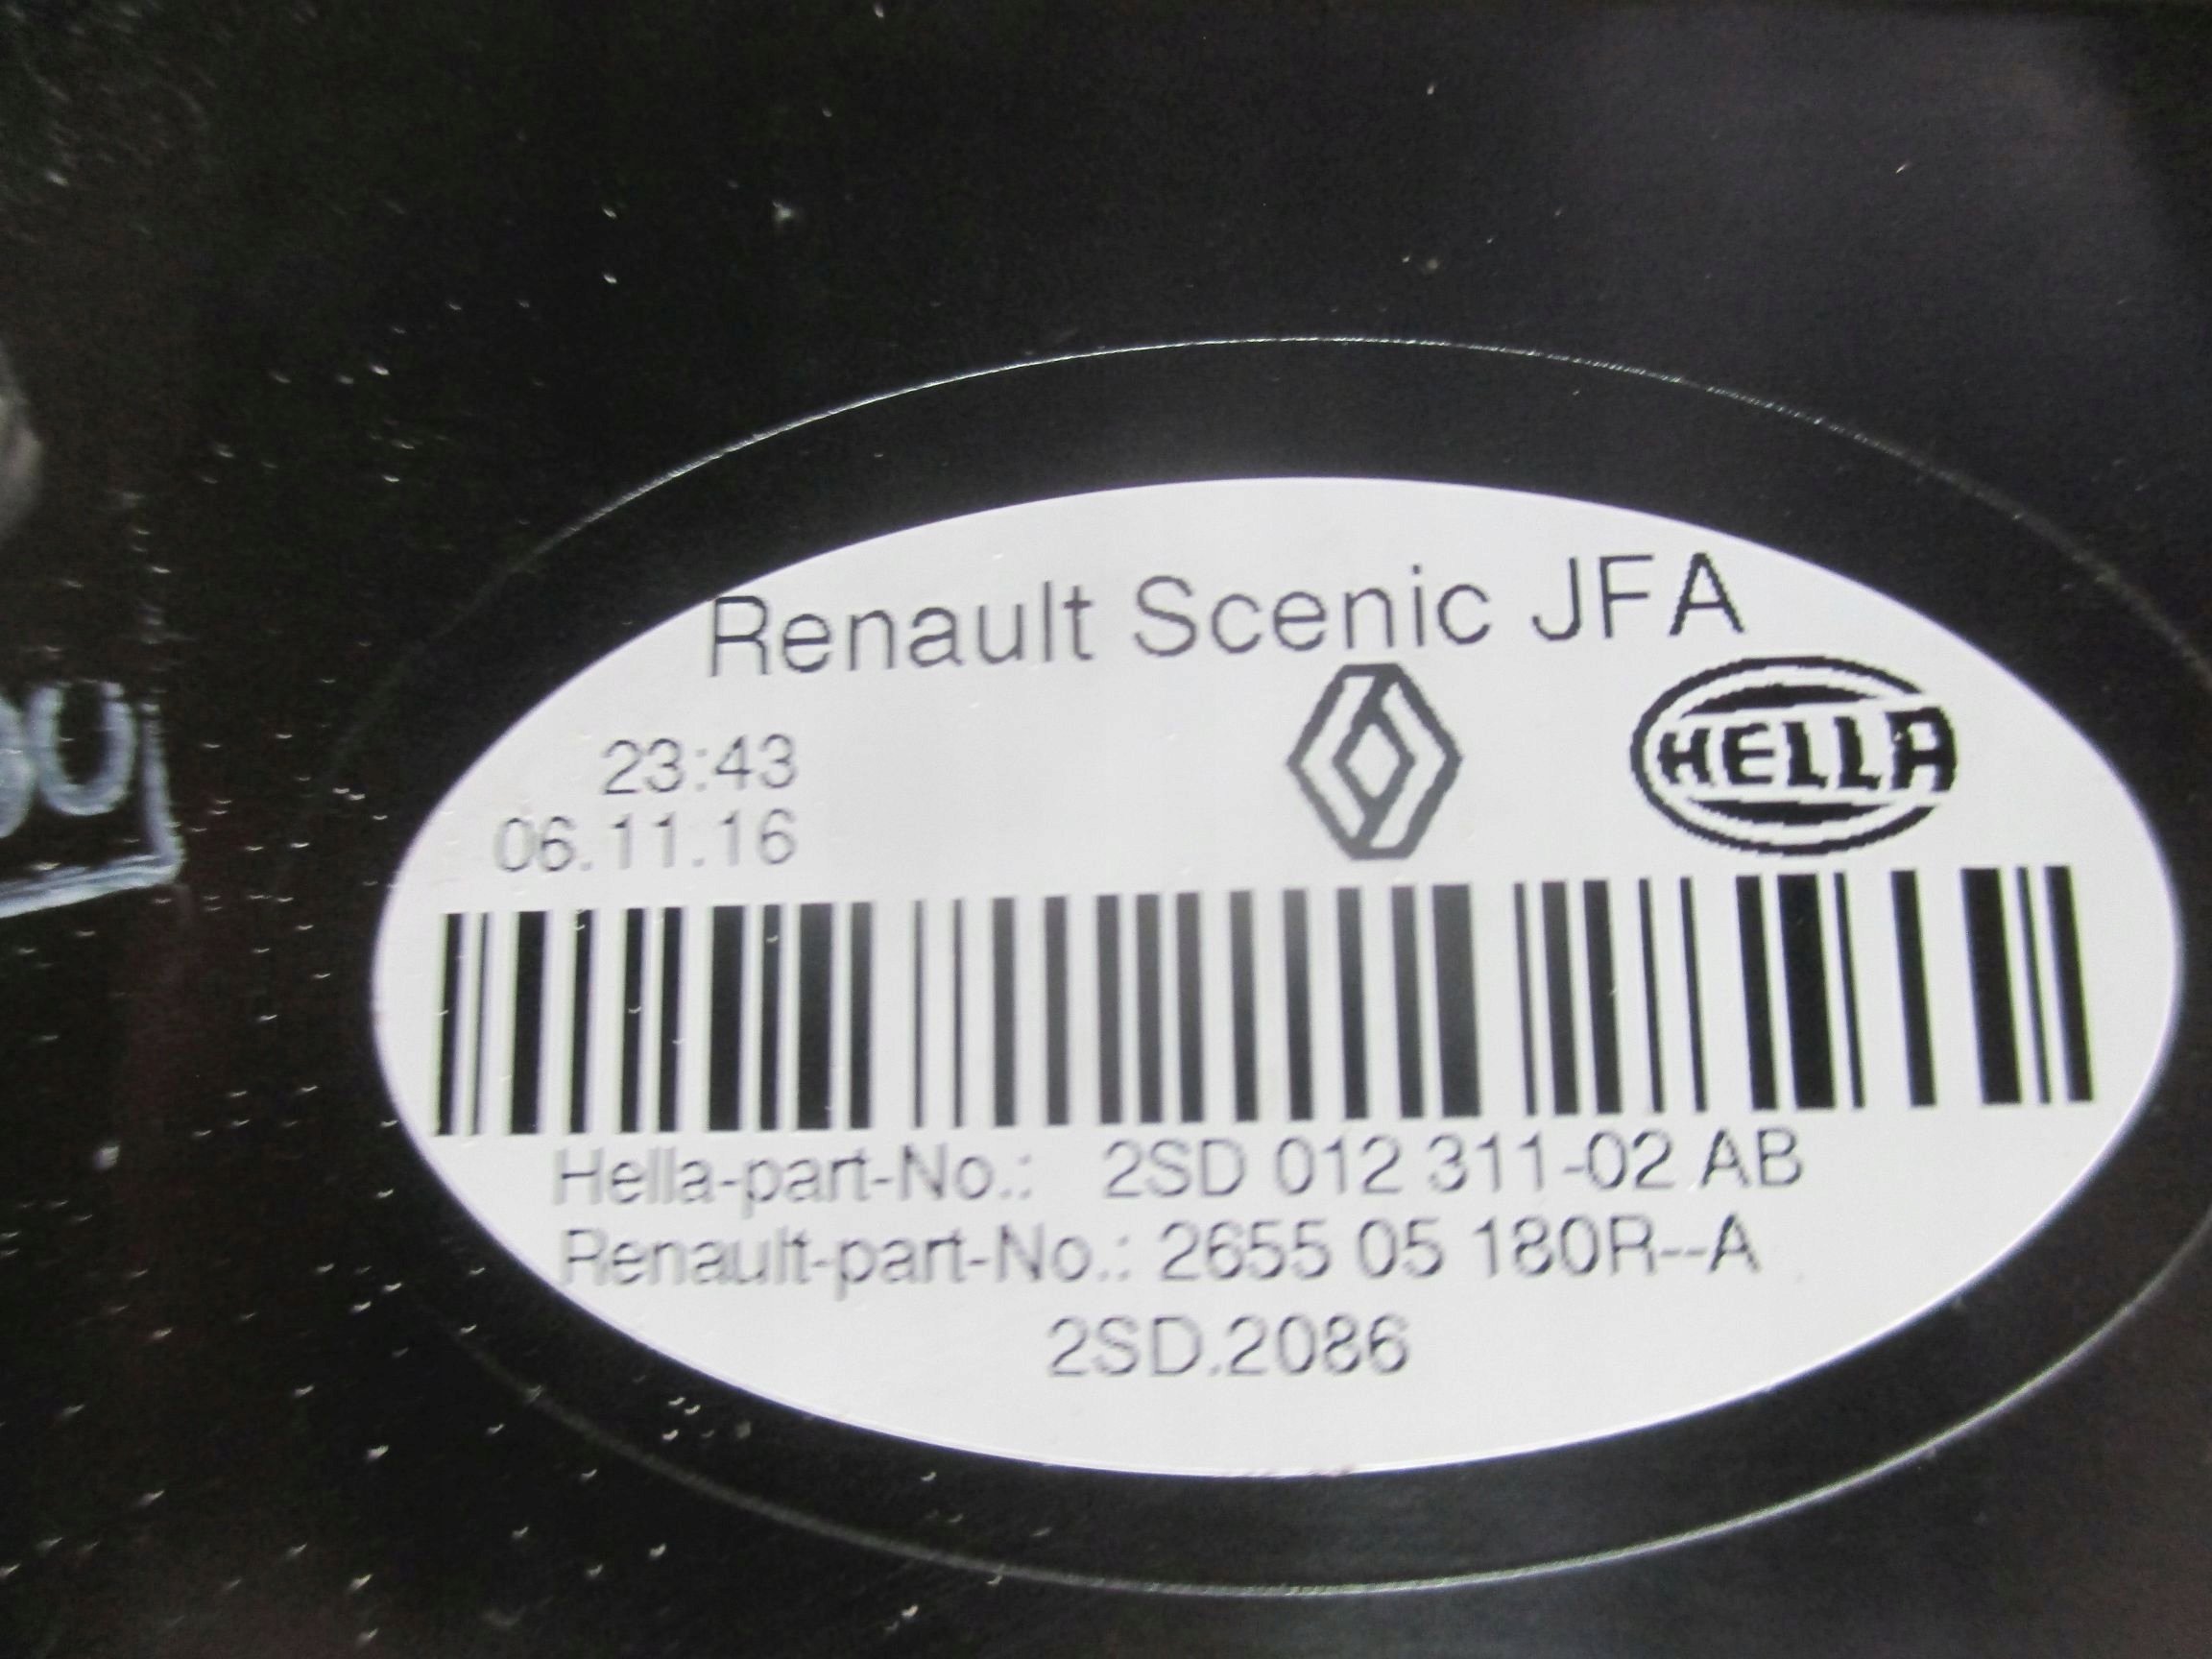 Renault Scenic JFA
23:43
HELLA
06.11.16
Hella-part-No.: 2SD 012 311-02 AB
Renault-part-No.: 2655 05 180R--A
2SD.2086